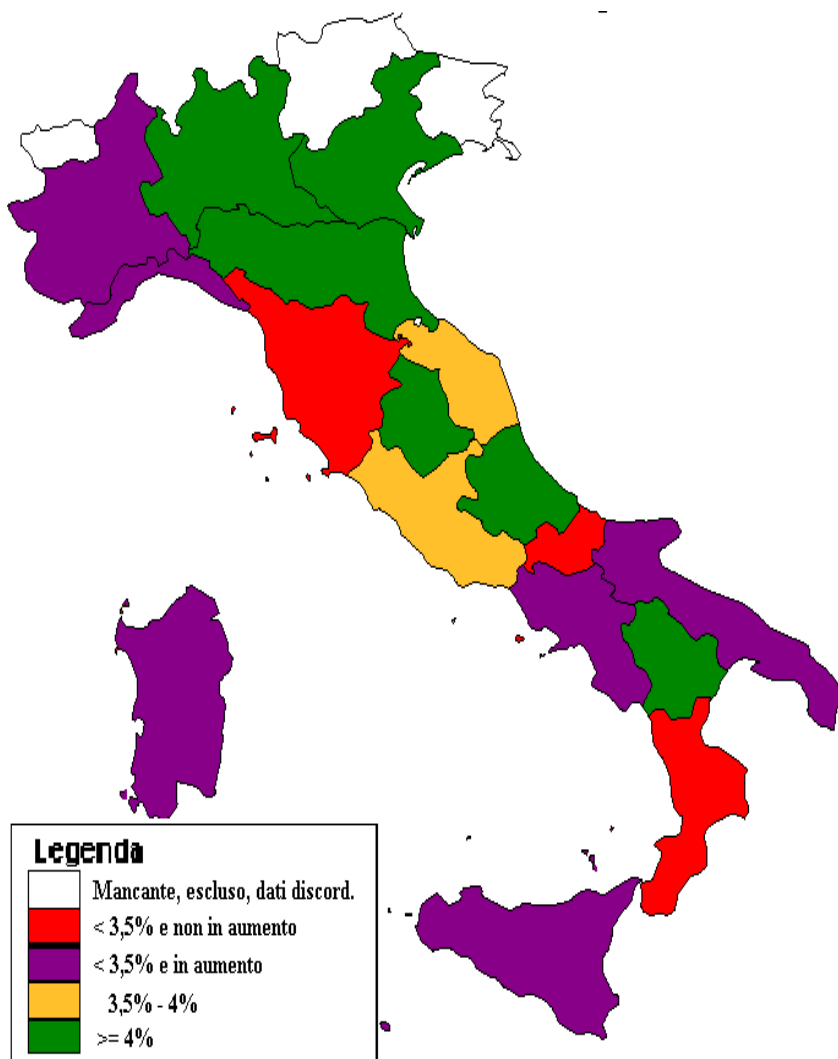 Legenda
Mancante, escluso, dati discord.
< 3,5% e non in aumento
< 3,5% e in aumento
3,5% - 4%
>= 4%